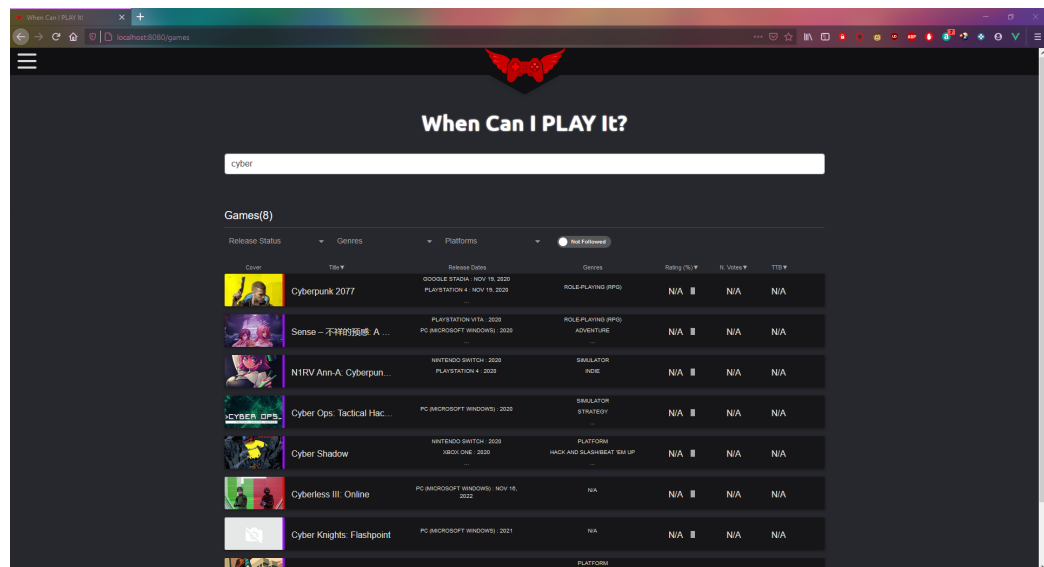 When Can I PLAY It!
localhost:8080/games
When Can I PLAY It?
cyber
Games(8)
Release Status Genres Platforms Not Followed
Cover Title▼ Release Dates Genres Rating (%)▼ N. Votes▼ TTB▼
GOOGLE STADIA : NOV 19, 2020
Cyberpunk 2077 PLAYSTATION 4 : NOV 19, 2020 ROLE-PLAYING (RPG) N/A N/A N/A
...
PLAYSTATION VITA : 2020 ROLE-PLAYING (RPG)
Sense – 不祥的预感: A ... PC (MICROSOFT WINDOWS) : 2020 ADVENTURE N/A N/A N/A
... ...
NINTENDO SWITCH : 2020 SIMULATOR
N1RV Ann-A: Cyberpun... PLAYSTATION 4 : 2020 INDIE N/A N/A N/A
SIMULATOR
>CYBER OPS_ Cyber Ops: Tactical Hac... PC (MICROSOFT WINDOWS) : 2020 STRATEGY N/A N/A N/A
...
NINTENDO SWITCH : 2020 PLATFORM
Cyber Shadow XBOX ONE : 2020 HACK AND SLASH/BEAT 'EM UP N/A N/A N/A
... ...
Cyberless III: Online PC (MICROSOFT WINDOWS) : NOV 16, N/A N/A N/A N/A
2022
Cyber Knights: Flashpoint PC (MICROSOFT WINDOWS) : 2021 N/A N/A N/A N/A
PLATFORM